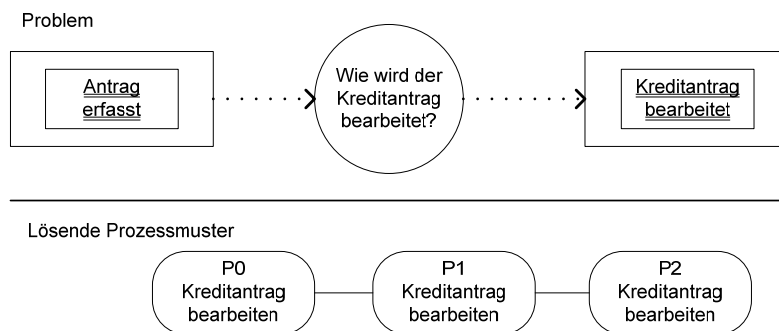 Problem
Antrag
erfasst
Wie wird der
Kreditantrag
bearbeitet?
Kreditantrag
bearbeitet
Lösende Prozessmuster
P0
Kreditantrag
bearbeiten
P1
Kreditantrag
bearbeiten
P2
Kreditantrag
bearbeiten